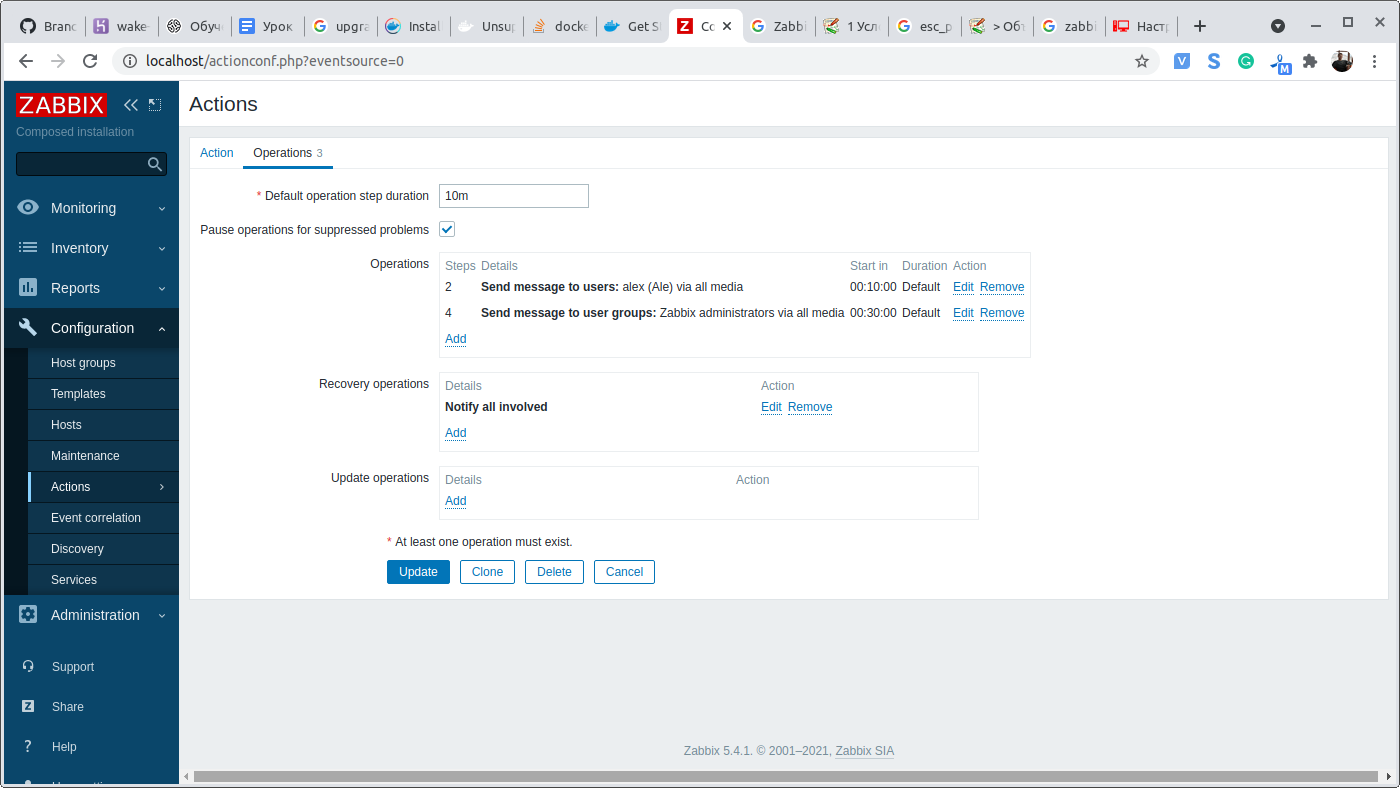 Branc wake- Обуче Урок upgra Instal Unsu docke Get S Co Zabbi 1 Усло esc_p > Объ zabbi Настр
localhost/actionconf.php?eventsource=0
ZABBIX
Composed installation
Monitoring
Inventory
Reports
Configuration
Host groups
Templates
Hosts
Maintenance
Actions
Event correlation
Discovery
Services
Administration
Support
Share
Help
Actions
Action Operations 3
* Default operation step duration 10m
Pause operations for suppressed problems
Operations
Steps Details Start in Duration Action
2 Send message to users: alex (Ale) via all media 00:10:00 Default Edit Remove
4 Send message to user groups: Zabbix administrators via all media 00:30:00 Default Edit Remove
Add
Recovery operations
Details Action
Notify all involved Edit Remove
Add
Update operations
Details Action
Add
* At least one operation must exist.
Update Clone Delete Cancel
Zabbix 5.4.1. © 2001–2021, Zabbix SIA